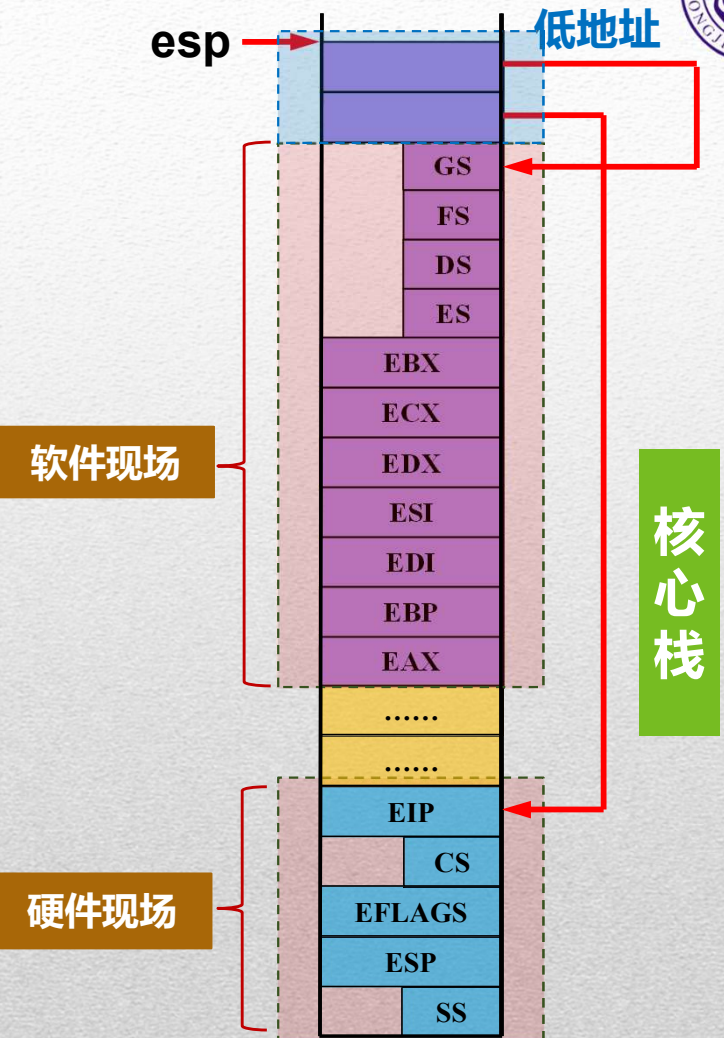 esp
低地址
GS
FS
DS
ES
EBX
ECX
EDX
ESI
EDI
EBP
EAX
软件现场
核
心
栈
......
......
EIP
CS
EFLAGS
ESP
SS
硬件现场